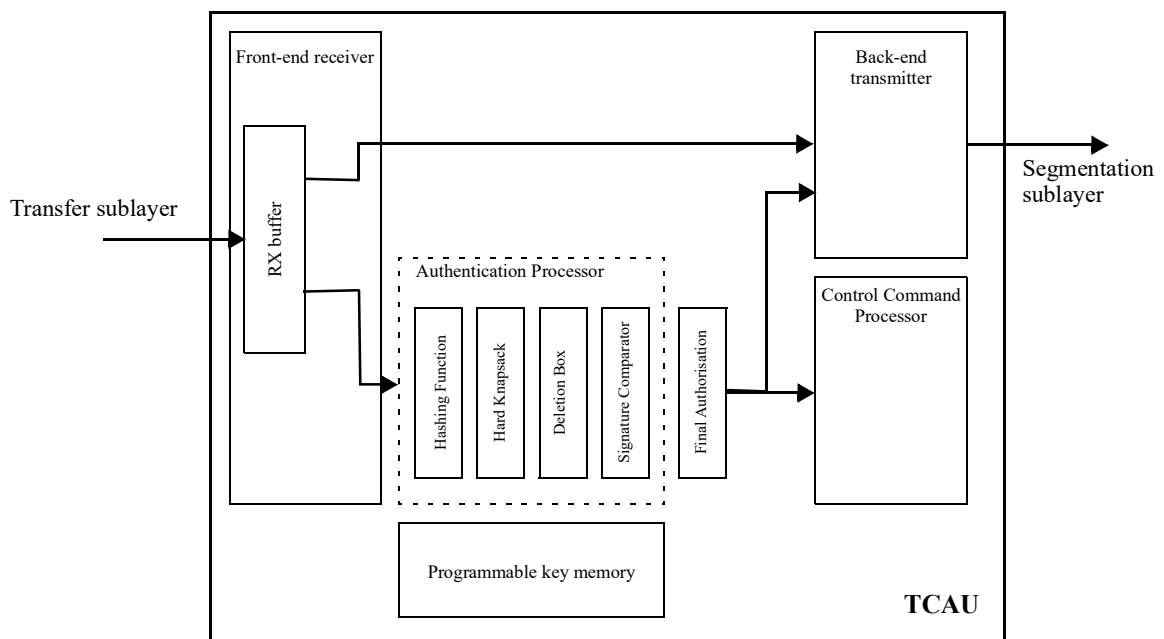 Front-end receiver
Back-end
transmitter
RX buffer
Transfer sublayer
Segmentation
sublayer
Authentication Processor
Hashing Function
Hard Knapsack
Deletion Box
Signature Comparator
Final Authorisation
Control Command
Processor
Programmable key memory
TCAU